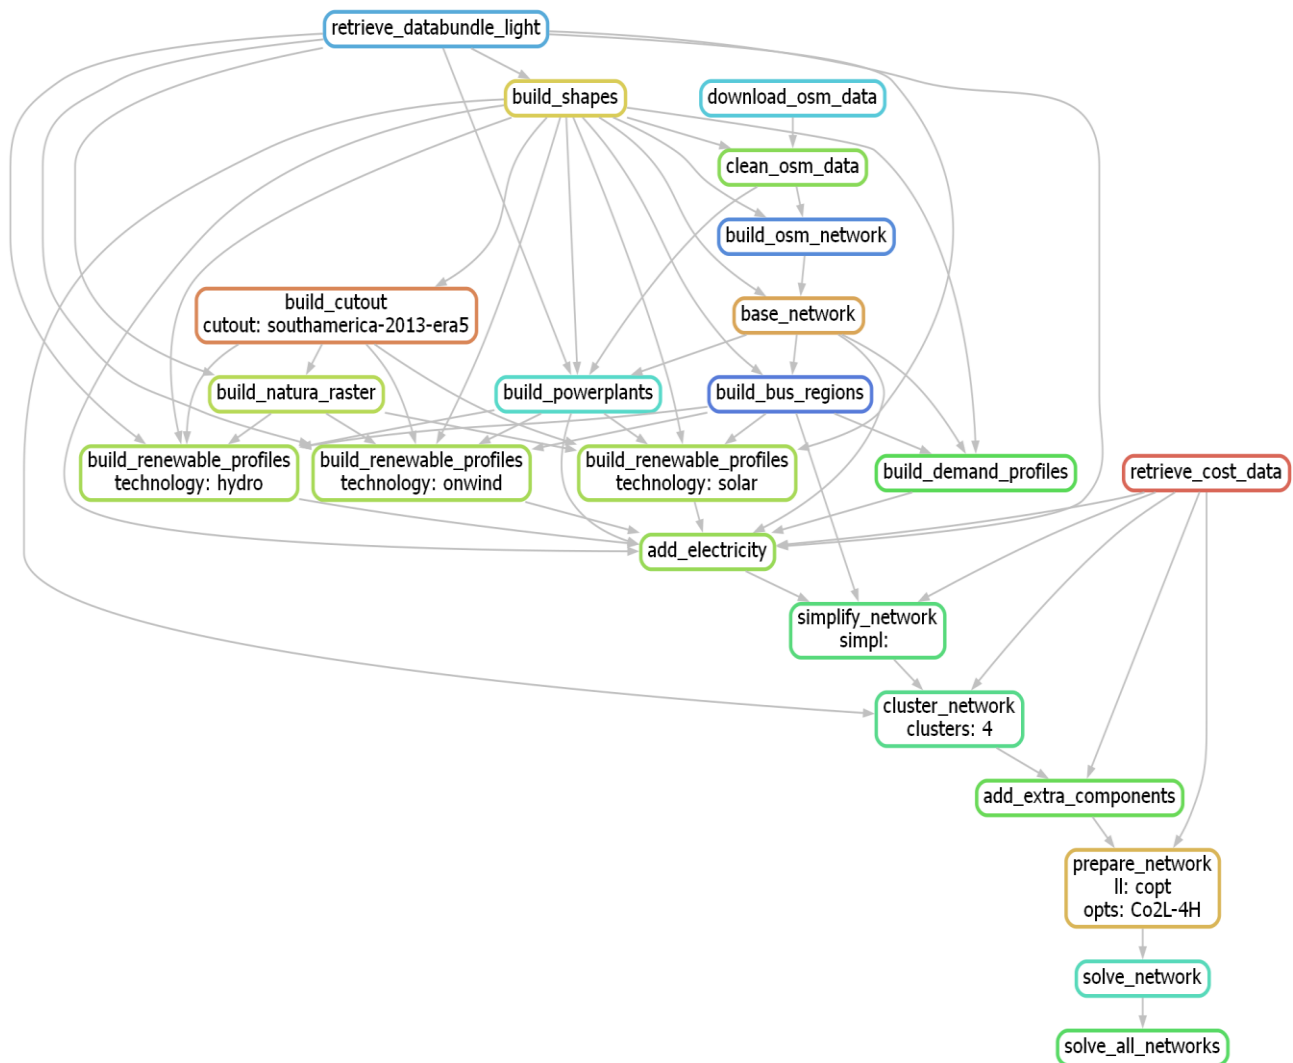 retrieve_databundle_light
build_shapes
download_osm_data
clean_osm_data
build_osm_network
build_cutout
cutout: southamerica-2013-era5
base_network
build_natura_raster
build_powerplants
build_bus_regions
build_renewable_profiles
technology: hydro
build_renewable_profiles
technology: onwind
build_renewable_profiles
technology: solar
build_demand_profiles
retrieve_cost_data
add_electricity
simplify_network
simpl:
cluster_network
clusters: 4
add_extra_components
prepare_network
ll: copt
opts: Co2L-4H
solve_network
solve_all_networks